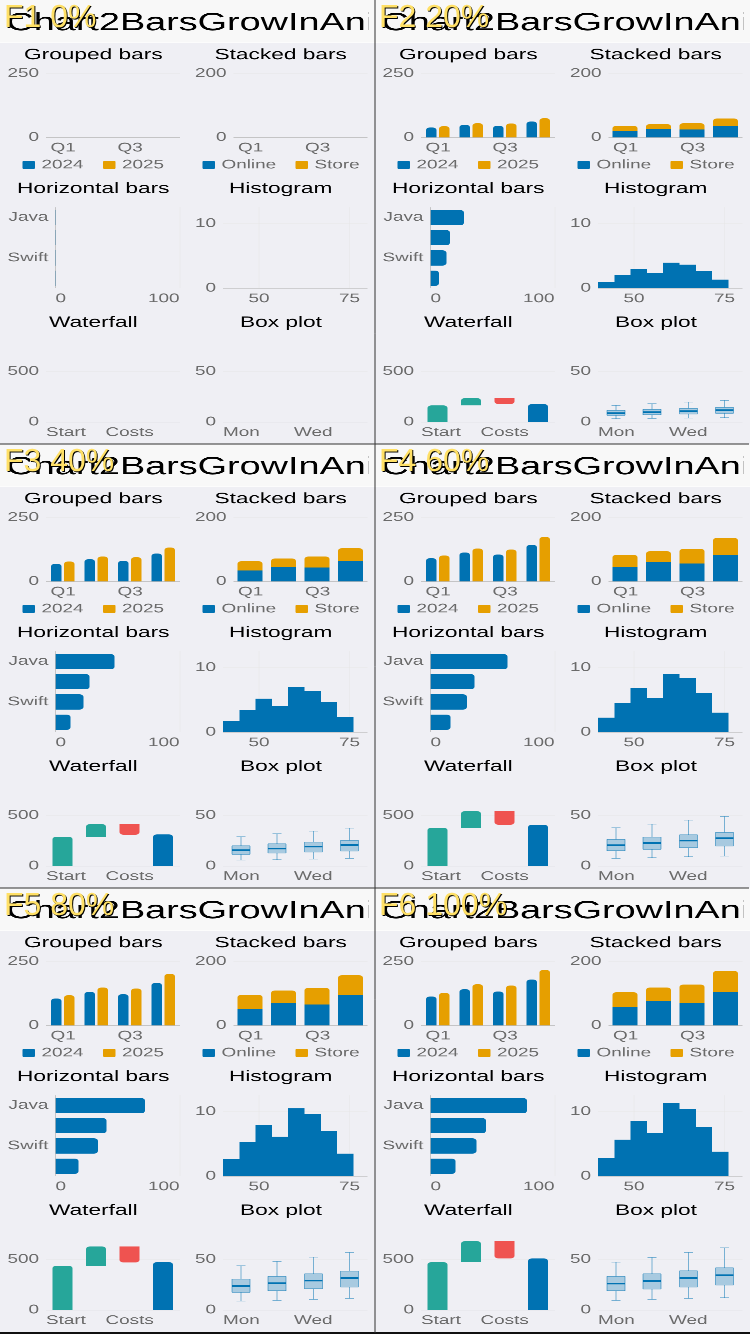 F1 0% Chart2BarsGrowInAni
Grouped bars Stacked bars
250 200
0 0
Q1 Q3
2024 2025 Online Store
Horizontal bars Histogram
Java 10
Swift
0
0 100 50 75
Waterfall Box plot
500 50
0 0
Start Costs Mon Wed
F2 20% Chart2BarsGrowInAni
Grouped bars Stacked bars
250 200
0 0
Q1 Q3 Q1 Q3
2024 2025 Online Store
Horizontal bars Histogram
Java 10
Swift
0
0 100 50 75
Waterfall Box plot
500 50
0 0
Start Costs Mon Wed
F3 40% Chart2BarsGrowInAni
Grouped bars Stacked bars
250 200
0 0
Q1 Q3
2024 2025 Online Store
Horizontal bars Histogram
Java 10
Swift
0
0 100 50 75
Waterfall Box plot
500 50
0 0
Start Costs Mon Wed
F4 60% Chart2BarsGrowInAni
Grouped bars Stacked bars
250 200
0 0
Q1 Q3 Q1 Q3
2024 2025 Online Store
Horizontal bars Histogram
Java 10
Swift
0
0 100 50 75
Waterfall Box plot
500 50
0 0
Start Costs Mon Wed
F5 80% Chart2BarsGrowInAni
Grouped bars Stacked bars
250 200
0 0
Q1 Q3 Q1 Q3
2024 2025 Online Store
Horizontal bars Histogram
Java 10
Swift
0
0 100 50 75
Waterfall Box plot
500 50
0 0
Start Costs Mon Wed
F6 100% Chart2BarsGrowInAni
Grouped bars Stacked bars
250 200
0 0
Q1 Q3 Q1 Q3
2024 2025 Online Store
Horizontal bars Histogram
Java 10
Swift
0
0 100 50 75
Waterfall Box plot
500 50
0 0
Start Costs Mon Wed